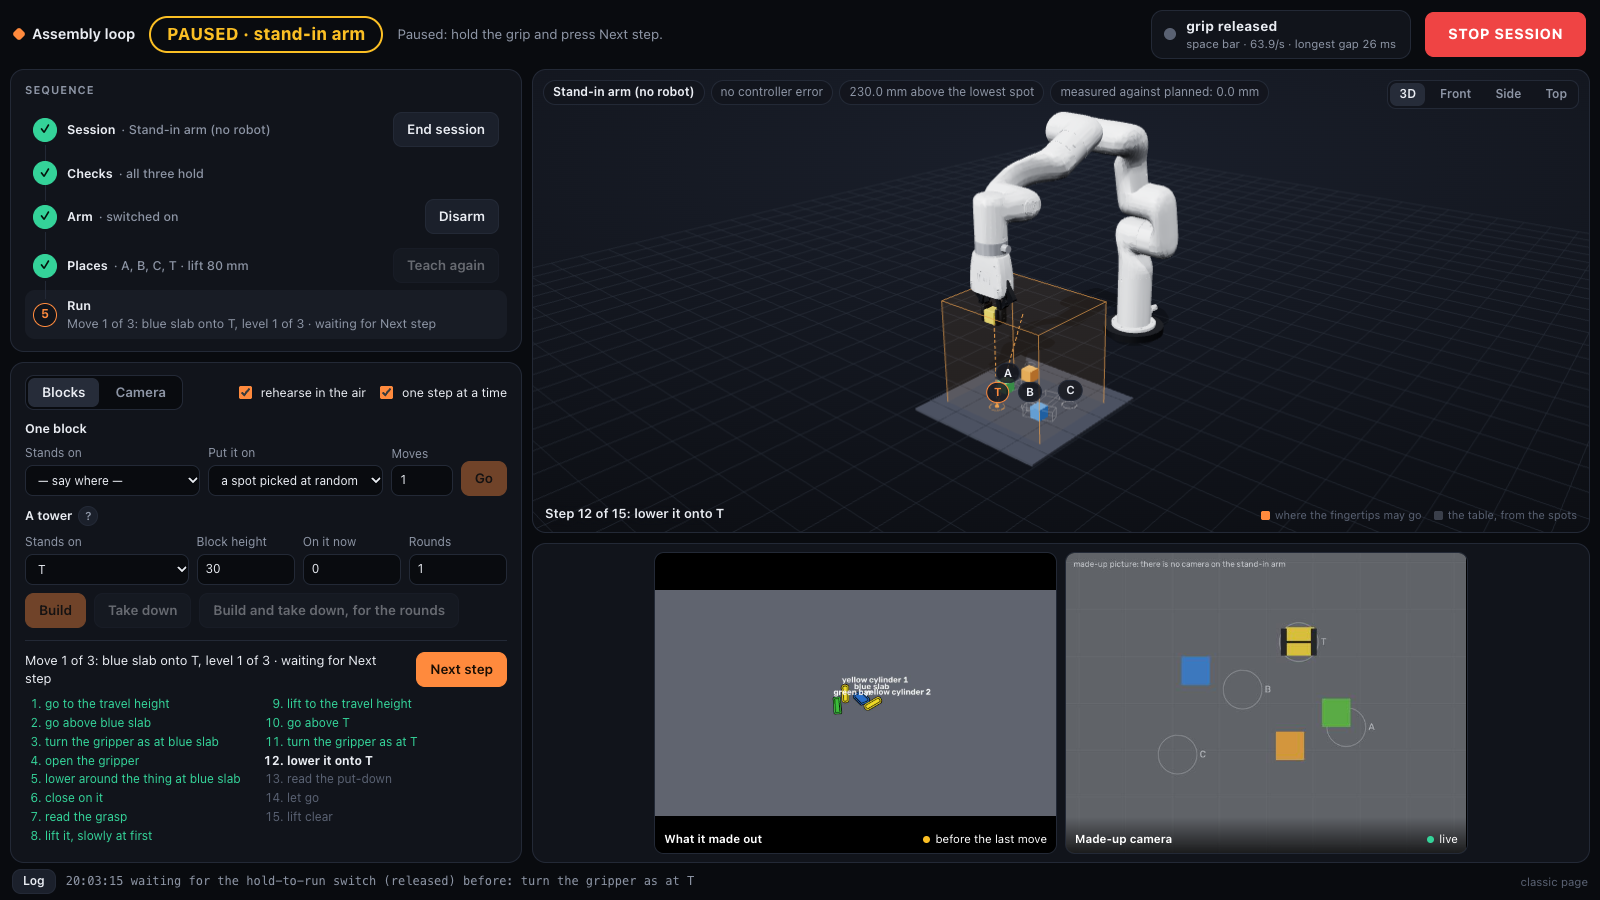 Assembly loop
PAUSED · stand-in arm
Paused: hold the grip and press Next step.
grip released
space bar · 63.9/s · longest gap 26 ms
STOP SESSION
SEQUENCE
Session · Stand-in arm (no robot)
End session
Checks · all three hold
Arm · switched on
Disarm
Places · A, B, C, T · lift 80 mm
Teach again
5
Run
Move 1 of 3: blue slab onto T, level 1 of 3 · waiting for Next step
Blocks
Camera
rehearse in the air
one step at a time
One block
Stands on
Put it on
Moves
— say where —
a spot picked at random
1
Go
A tower ?
Stands on
Block height
On it now
Rounds
T
30
0
1
Build
Take down
Build and take down, for the rounds
Move 1 of 3: blue slab onto T, level 1 of 3 · waiting for Next
step
Next step
1. go to the travel height
2. go above blue slab
3. turn the gripper as at blue slab
4. open the gripper
5. lower around the thing at blue slab
6. close on it
7. read the grasp
8. lift it, slowly at first
9. lift to the travel height
10. go above T
11. turn the gripper as at T
12. lower it onto T
13. read the put-down
14. let go
15. lift clear
Stand-in arm (no robot)
no controller error
230.0 mm above the lowest spot
measured against planned: 0.0 mm
3D
Front
Side
Top
A
T
B
C
Step 12 of 15: lower it onto T
where the fingertips may go
the table, from the spots
yellow cylinder 1
blue slab
yellow cylinder 2
What it made out
before the last move
made-up picture: there is no camera on the stand-in arm
T
B
A
C
Made-up camera
live
Log
20:03:15 waiting for the hold-to-run switch (released) before: turn the gripper as at T
classic page